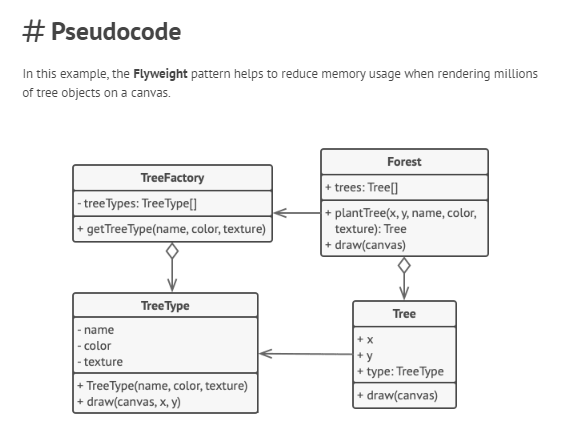 # Pseudocode
In this example, the Flyweight pattern helps to reduce memory usage when rendering millions
of tree objects on a canvas.
TreeFactory
- treeTypes: TreeType[]
+ getTreeType(name, color, texture)
Forest
+ trees: Tree[]
+ plantTree(x, y, name, color,
texture): Tree
+ draw(canvas)
TreeType
- name
- color
- texture
+ TreeType(name, color, texture)
+ draw(canvas, x, y)
Tree
+ x
+ y
+ type: TreeType
+ draw(canvas)